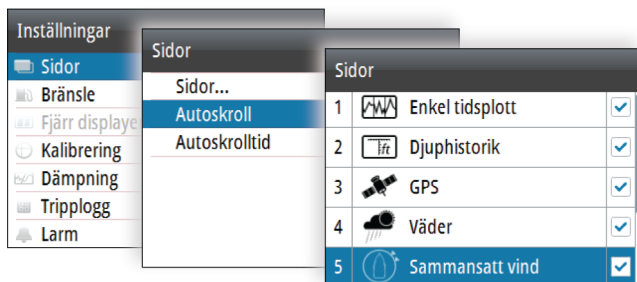 Inställningar
Sidor
Bränsle
Fjärr displaye
Kalibrering
Dämpning
Tripplogg
Larm
Sidor
Sidor...
Autoskroll
Autoskrolltid
Sidor
1 Enkel tidsplott
2 ft Djuphistorik
3 GPS
4 Väder
5 Sammansatt vind